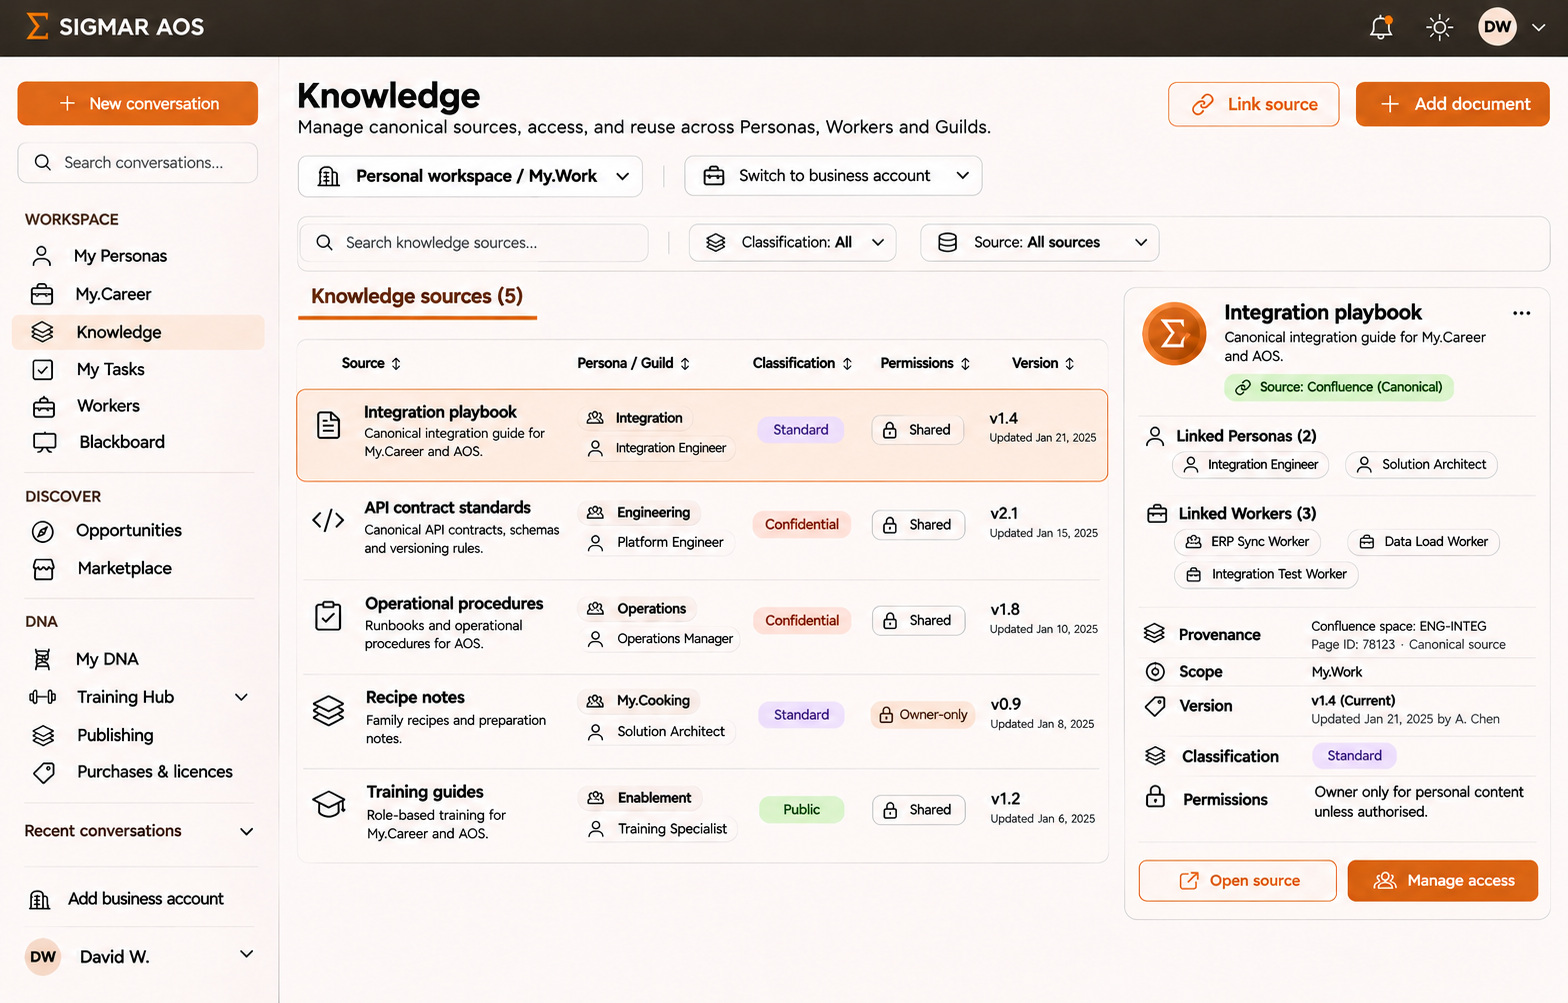 Σ SIGMAR AOS
DW
New conversation
Search conversations...
WORKSPACE
My Personas
My.Career
Knowledge
My Tasks
Workers
Blackboard
DISCOVER
Opportunities
Marketplace
DNA
My DNA
Training Hub
Publishing
Purchases & licences
Recent conversations
Add business account
DW David W.
Knowledge
Manage canonical sources, access, and reuse across Personas, Workers and Guilds.
Link source
Add document
Personal workspace / My.Work
Switch to business account
Search knowledge sources...
Classification: All
Source: All sources
Knowledge sources (5)
Source Persona / Guild Classification Permissions Version
Integration playbook
Canonical integration guide for
My.Career and AOS.
Integration
Integration Engineer
Standard
Shared
v1.4
Updated Jan 21, 2025
API contract standards
Canonical API contracts, schemas
and versioning rules.
Engineering
Platform Engineer
Confidential
Shared
v2.1
Updated Jan 15, 2025
Operational procedures
Runbooks and operational
procedures for AOS.
Operations
Operations Manager
Confidential
Shared
v1.8
Updated Jan 10, 2025
Recipe notes
Family recipes and preparation
notes.
My.Cooking
Solution Architect
Standard
Owner-only
v0.9
Updated Jan 8, 2025
Training guides
Role-based training for
My.Career and AOS.
Enablement
Training Specialist
Public
Shared
v1.2
Updated Jan 6, 2025
Σ
Integration playbook
Canonical integration guide for My.Career
and AOS.
Source: Confluence (Canonical)
Linked Personas (2)
Integration Engineer
Solution Architect
Linked Workers (3)
ERP Sync Worker
Data Load Worker
Integration Test Worker
Provenance
Confluence space: ENG-INTEG
Page ID: 78123 · Canonical source
Scope
My.Work
Version
v1.4 (Current)
Updated Jan 21, 2025 by A. Chen
Classification
Standard
Permissions
Owner only for personal content
unless authorised.
Open source
Manage access